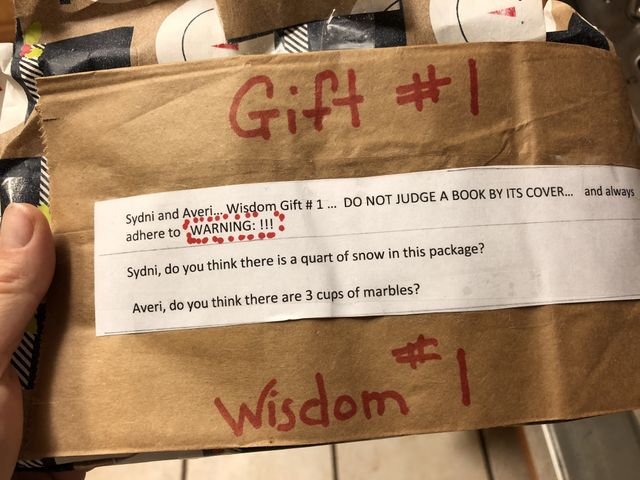 Gift #1
Sydni and Averi... Wisdom Gift # 1 ... DO NOT JUDGE A BOOK BY ITS COVER... and always
adhere to WARNING: !!!
Sydni, do you think there is a quart of snow in this package?
Averi, do you think there are 3 cups of marbles?
Wisdom #1